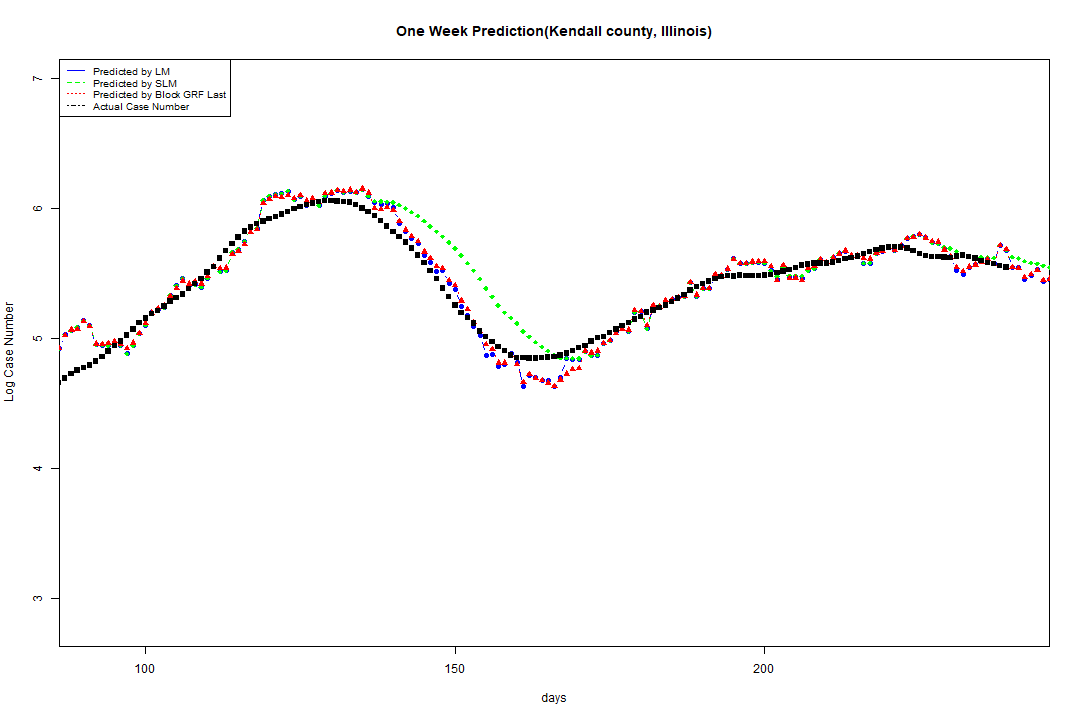 One Week Prediction(Kendall county, Illinois)
Predicted by LM
Predicted by SLM
Predicted by Block GRF Last
Actual Case Number
7
6
5
4
3
Log Case Number
100 150 200
days